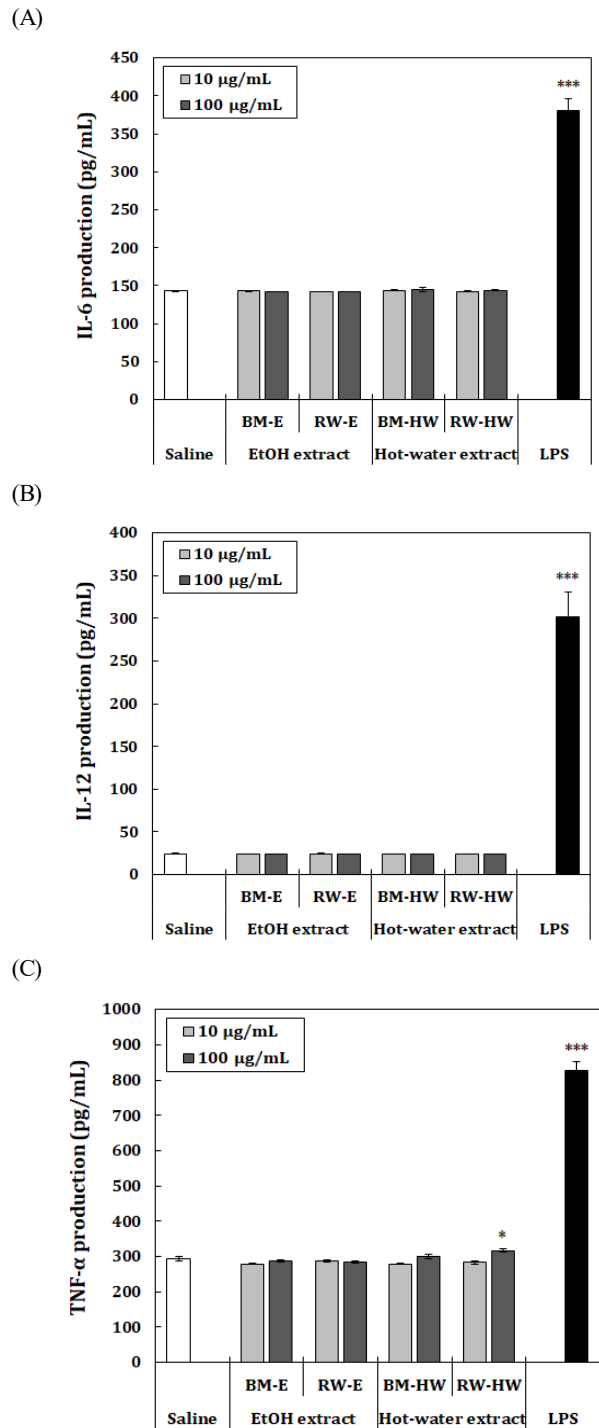 (A)
450
400
350
300
250
200
150
100
50
0
IL-6 production (pg/mL)
10 μg/mL
100 μg/mL
***
BM-E RW-E BM-HW RW-HW
Saline EtOH extract Hot-water extract LPS
(B)
400
350
300
250
200
150
100
50
0
IL-12 production (pg/mL)
10 μg/mL
100 μg/mL
***
BM-E RW-E BM-HW RW-HW
Saline EtOH extract Hot-water extract LPS
(C)
1000
900
800
700
600
500
400
300
200
100
0
TNF-α production (pg/mL)
10 μg/mL
100 μg/mL
***
*
BM-E RW-E BM-HW RW-HW
Saline EtOH extract Hot-water extract LPS